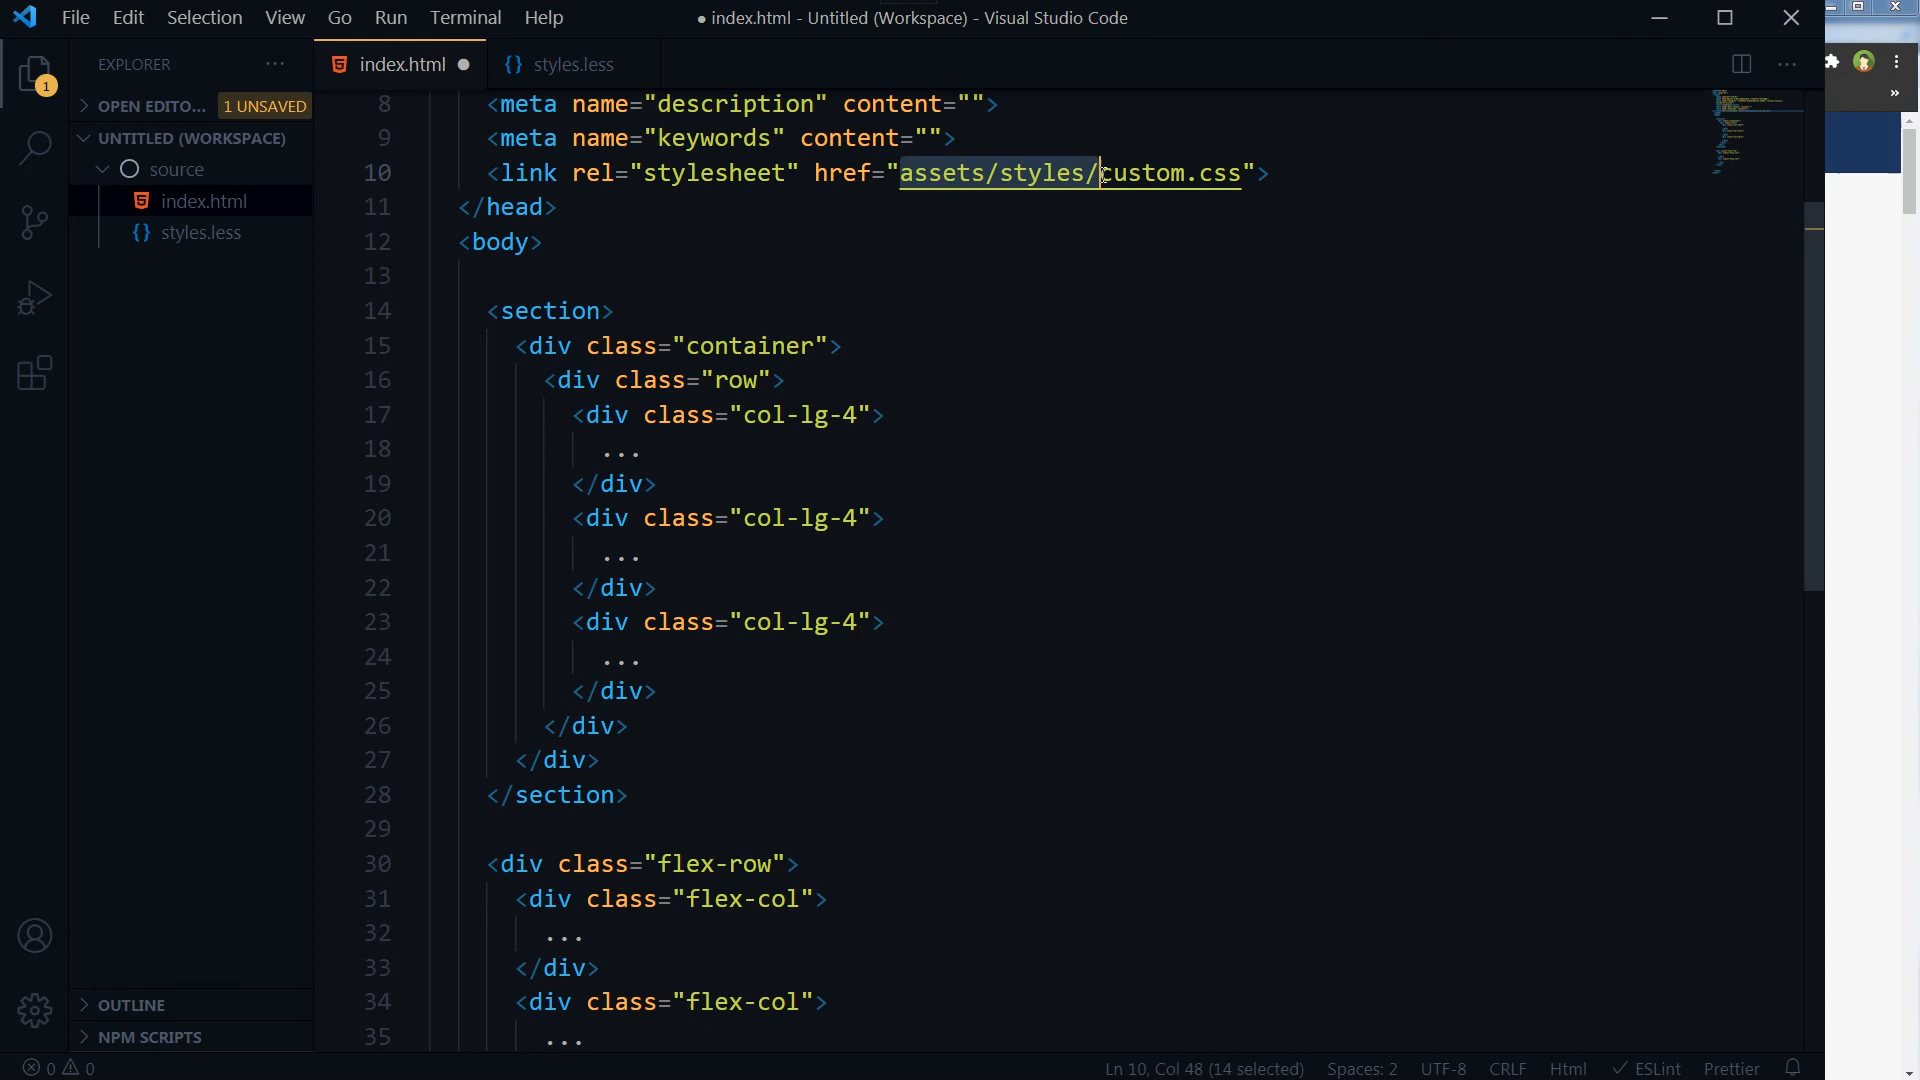 File Edit Selection View Go Run Terminal Help
● index.html - Untitled (Workspace) - Visual Studio Code
EXPLORER
index.html
styles.less
1
OPEN EDITO... 1 UNSAVED
UNTITLED (WORKSPACE)
source
index.html
styles.less
8 <meta name="description" content="">
9 <meta name="keywords" content="">
10 <link rel="stylesheet" href="assets/styles/custom.css">
11 </head>
12 <body>
13
14 <section>
15 <div class="container">
16 <div class="row">
17 <div class="col-lg-4">
18 ...
19 </div>
20 <div class="col-lg-4">
21 ...
22 </div>
23 <div class="col-lg-4">
24 ...
25 </div>
26 </div>
27 </div>
28 </section>
29
30 <div class="flex-row">
31 <div class="flex-col">
32 ...
33 </div>
34 <div class="flex-col">
35 ...
OUTLINE
NPM SCRIPTS
0 0
Ln 10, Col 48 (14 selected) Spaces: 2 UTF-8 CRLF Html ESLint Prettier